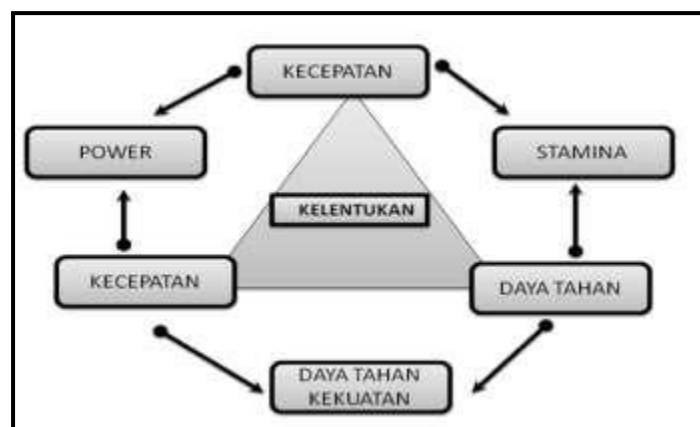 KECEPATAN
POWER
STAMINA
KELENTUKAN
KECEPATAN
DAYA TAHAN
DAYA TAHAN
KEKUATAN